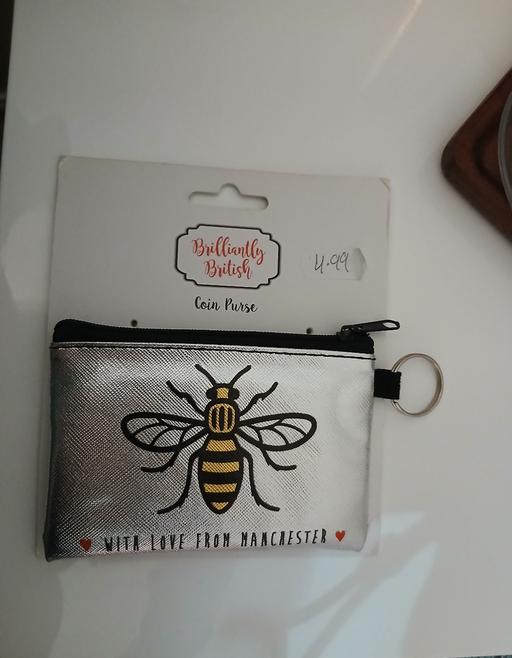 Brilliantly
British
4.99
Coin Purse
WITH LOVE FROM MANCHESTER